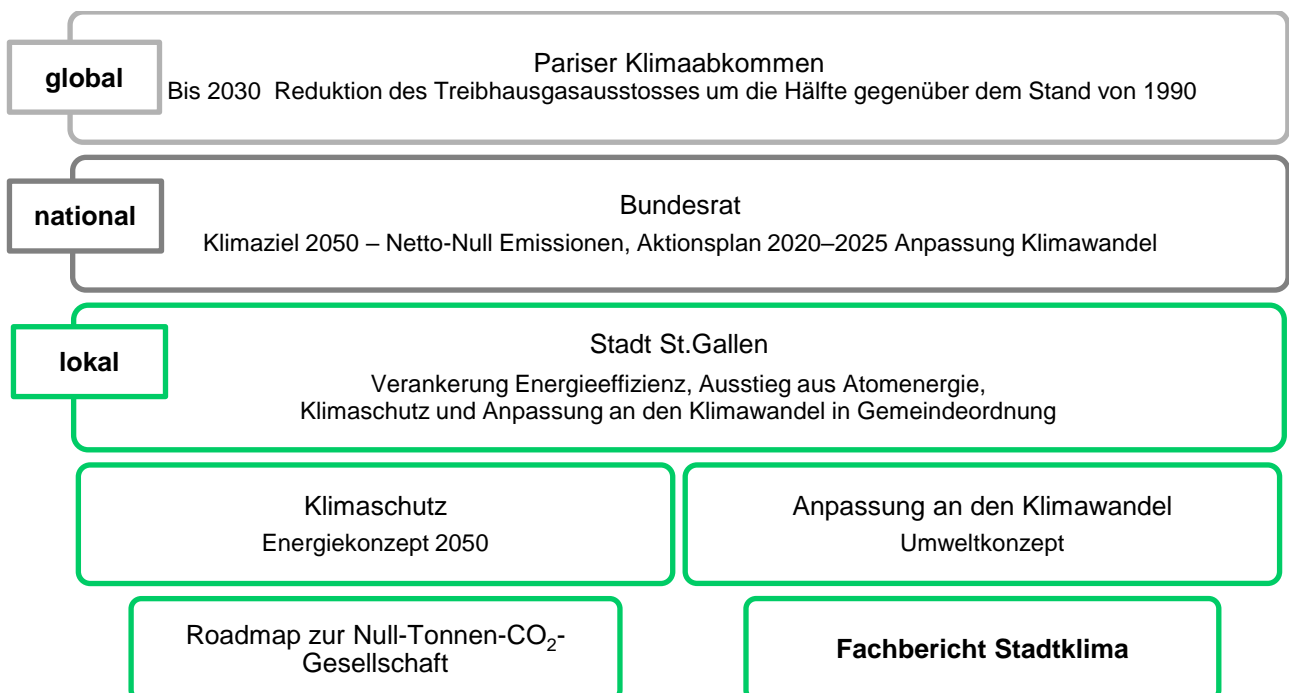 global
Pariser Klimaabkommen
Bis 2030  Reduktion des Treibhausgasausstosses um die Hälfte gegenüber dem Stand von 1990
national
Bundesrat
Klimaziel 2050 – Netto-Null Emissionen, Aktionsplan 2020–2025 Anpassung Klimawandel
lokal
Stadt St.Gallen
Verankerung Energieeffizienz, Ausstieg aus Atomenergie,
Klimaschutz und Anpassung an den Klimawandel in Gemeindeordnung
Klimaschutz
Energiekonzept 2050
Anpassung an den Klimawandel
Umweltkonzept
Roadmap zur Null-Tonnen-CO₂-
Gesellschaft
Fachbericht Stadtklima